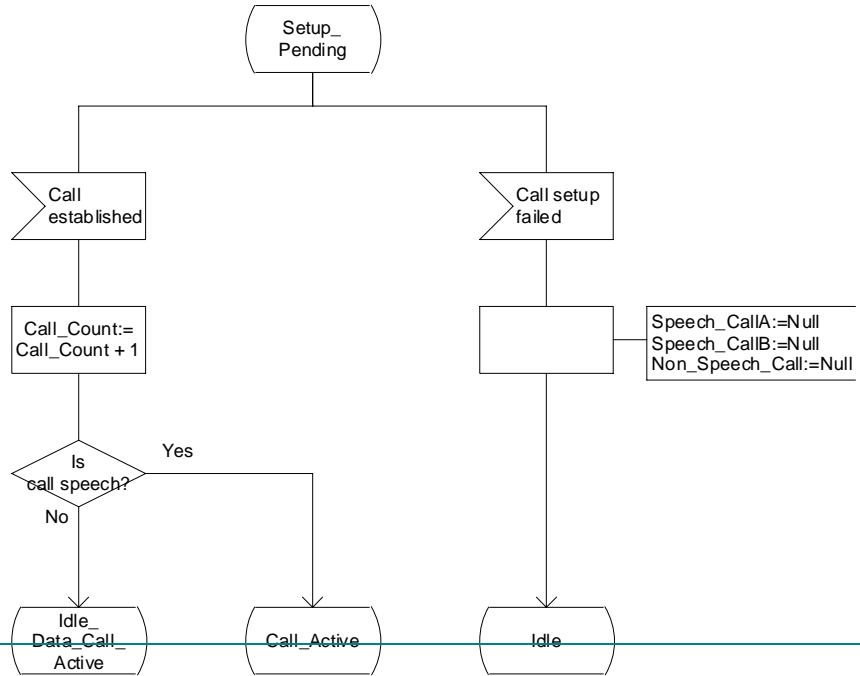 Setup_
Pending
Call
established
Call setup
failed
Call_Count:=
Call_Count + 1
Speech_CallA:=Null
Speech_CallB:=Null
Non_Speech_Call:=Null
Is
call speech?
Yes
No
Idle_
Data_Call_
Active
Call_Active
Idle